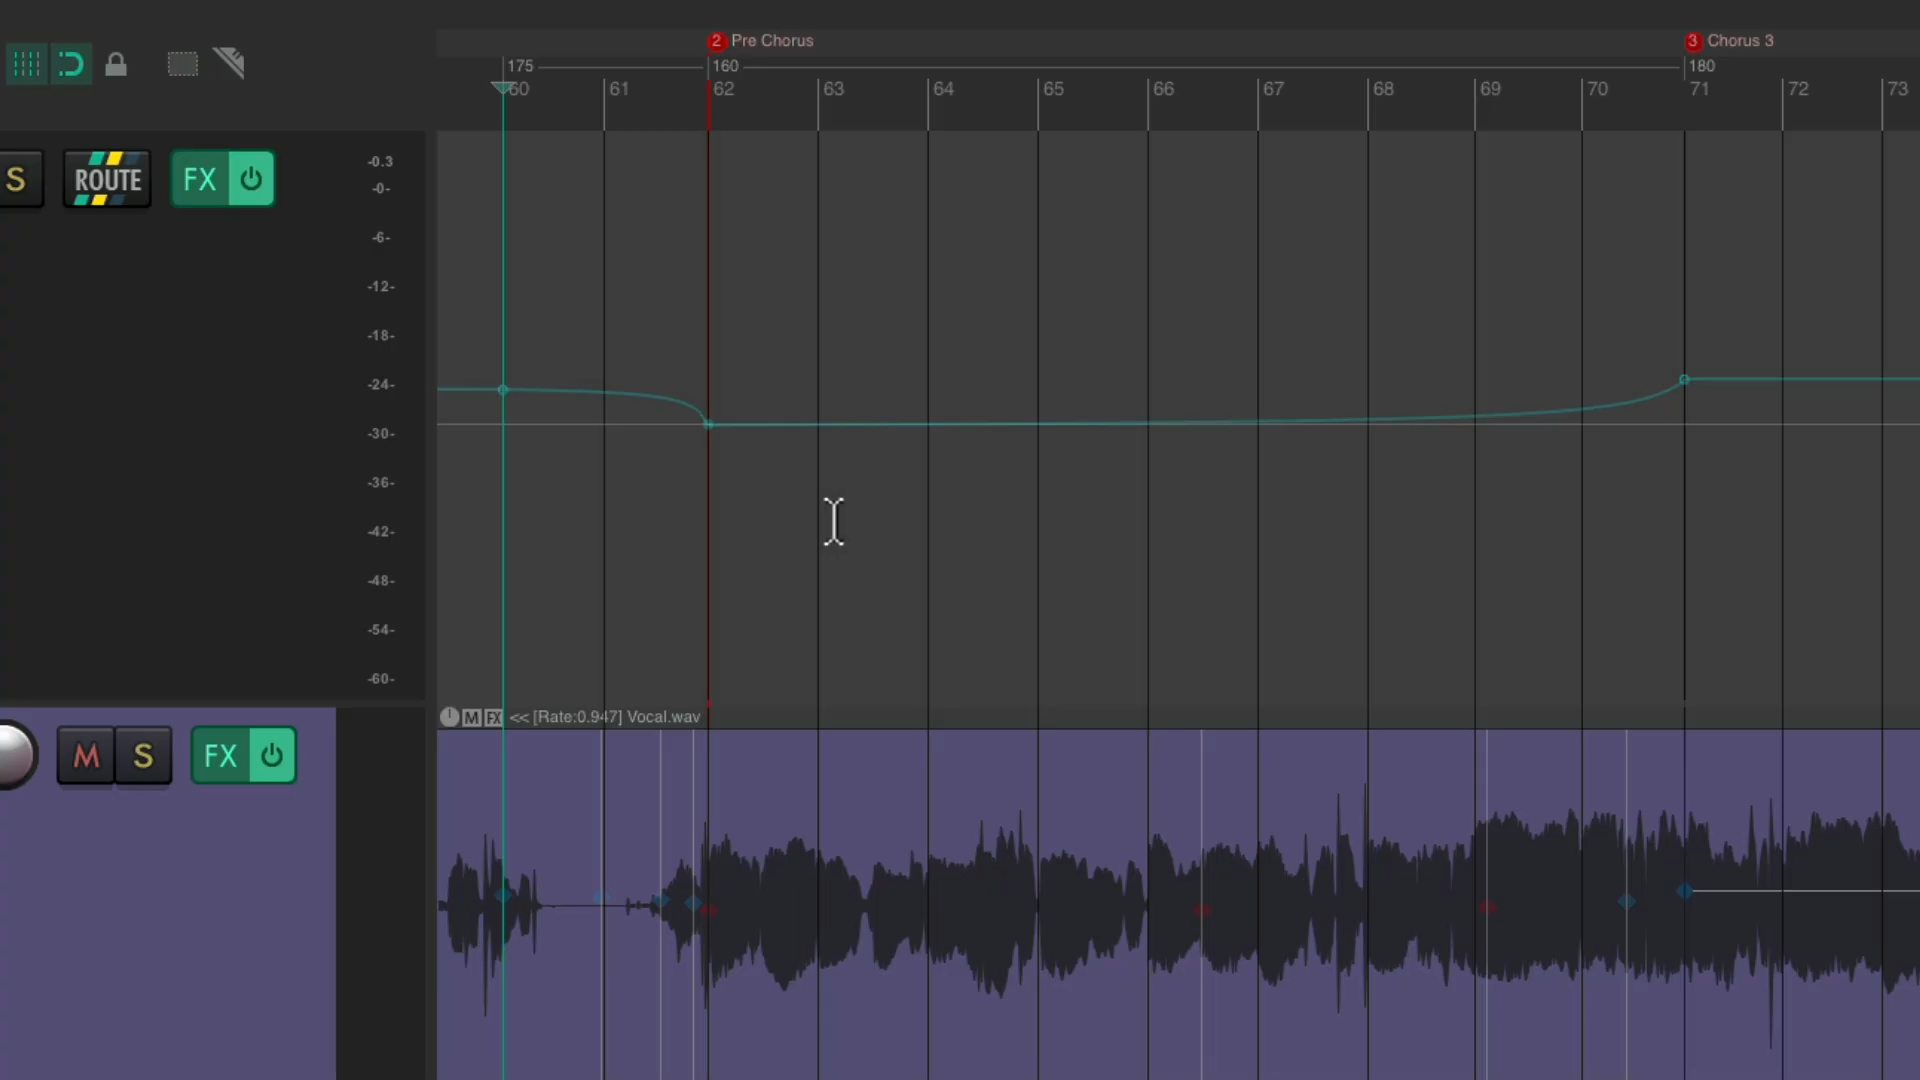 2 Pre Chorus
3 Chorus 3
175
160
180
60
61
62
63
64
65
66
67
68
69
70
71
72
73
S
ROUTE
FX
-0.3
-0-
-6-
-12-
-18-
-24-
-30-
-36-
-42-
-48-
-54-
-60-
M
FX
<< [Rate:0.947] Vocal.wav
M
S
FX